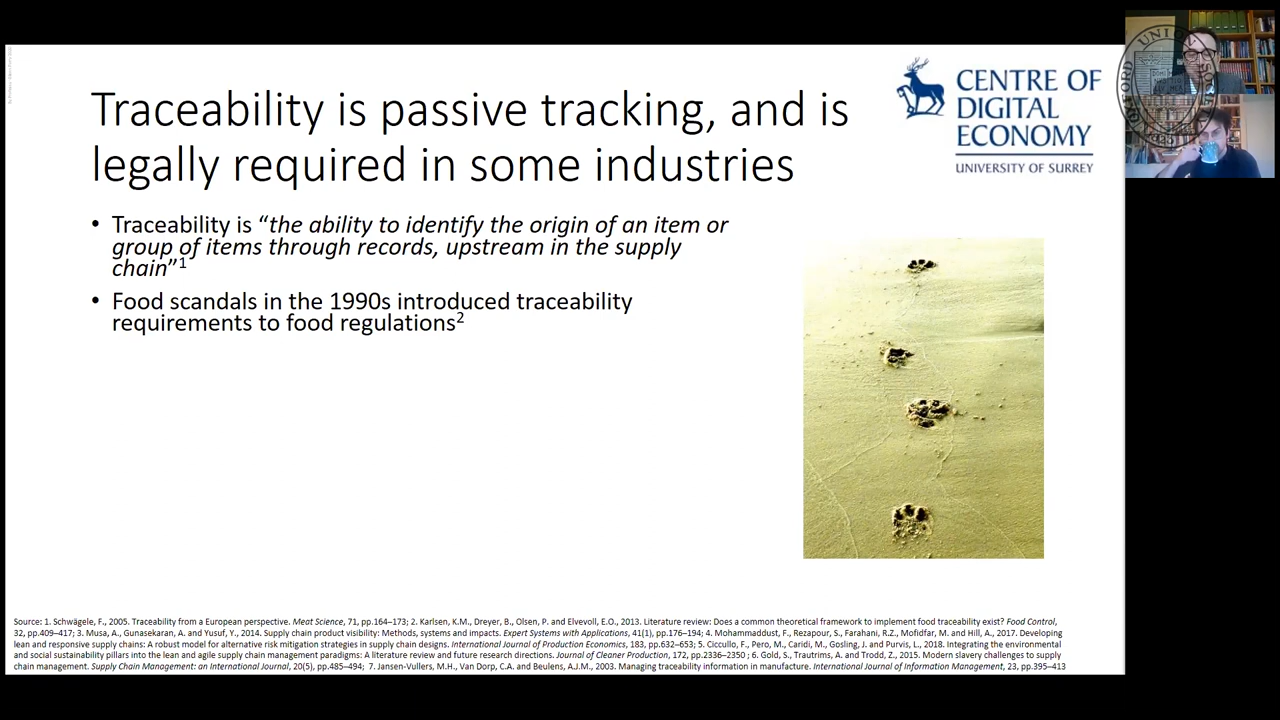 Traceability is passive tracking, and is
legally required in some industries
CENTRE OF
DIGITAL
ECONOMY
UNIVERSITY OF SURREY
• Traceability is “the ability to identify the origin of an item or
group of items through records, upstream in the supply
chain”1
• Food scandals in the 1990s introduced traceability
requirements to food regulations2
Source: 1. Schwägele, F., 2005. Traceability from a European perspective. Meat Science, 71, pp.164–173; 2. Karlsen, K.M., Dreyer, B., Olsen, P. and Elvevoll, E.O., 2013. Literature review: Does a common theoretical framework to implement food traceability exist? Food Control,
32, pp.409–417; 3. Musa, A., Gunasekaran, A. and Yusuf, Y., 2014. Supply chain product visibility: Methods, systems and impacts. Expert Systems with Applications, 41(1), pp.176–194; 4. Mohammaddust, F., Rezapour, S., Farahani, R.Z., Mofidfar, M. and Hill, A., 2017. Developing
lean and responsive supply chains: A robust model for alternative risk mitigation strategies in supply chain designs. International Journal of Production Economics, 183, pp.632–653; 5. Ciccullo, F., Pero, M., Caridi, M., Gosling, J. and Purvis, L., 2018. Integrating the environmental
and social sustainability pillars into the lean and agile supply chain management paradigms: A literature review and future research directions. Journal of Cleaner Production, 172, pp.2336–2350 ; 6. Gold, S., Trautrims, A. and Trodd, Z., 2015. Modern slavery challenges to supply
chain management. Supply Chain Management: an International Journal, 20(5), pp.485–494; 7. Jansen-Vullers, M.H., Van Dorp, C.A. and Beulens, A.J.M., 2003. Managing traceability information in manufacture. International Journal of Information Management, 23, pp.395–413